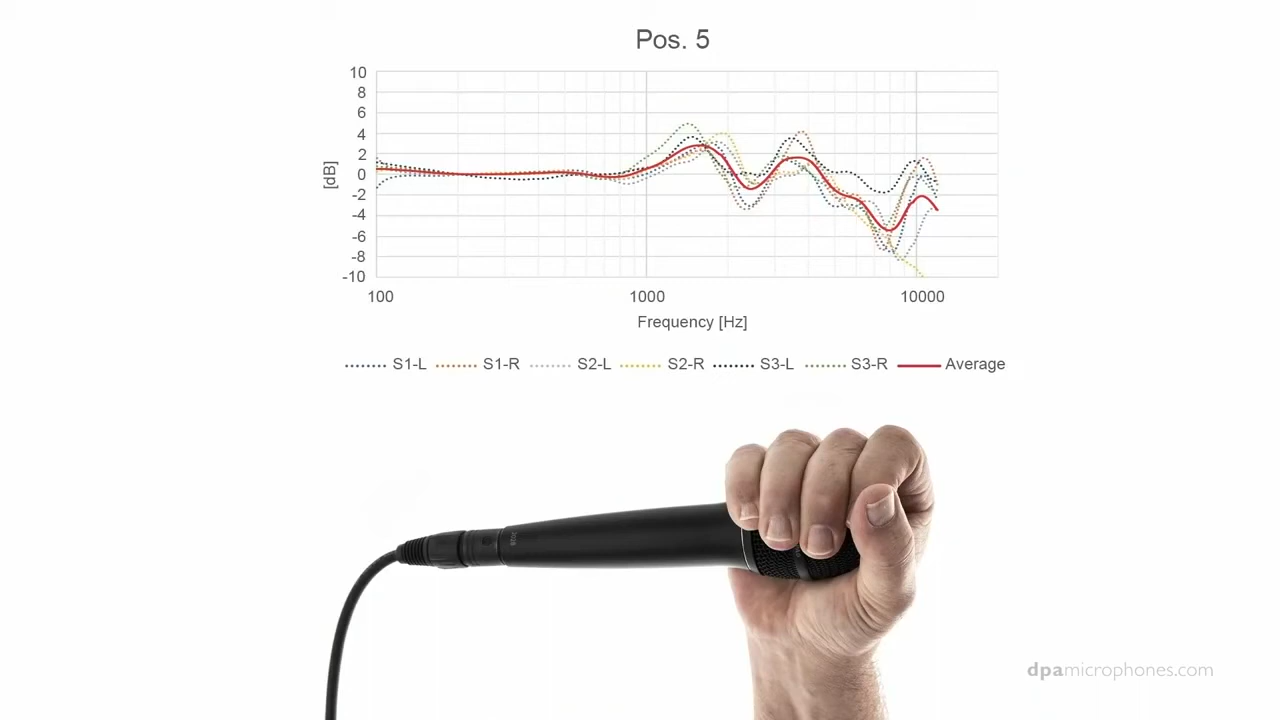 Pos. 5
10
8
6
4
2
0
-2
-4
-6
-8
-10
[dB]
100 1000 10000
Frequency [Hz]
S1-L S1-R S2-L S2-R S3-L S3-R Average
2028
dpamicrophones.com